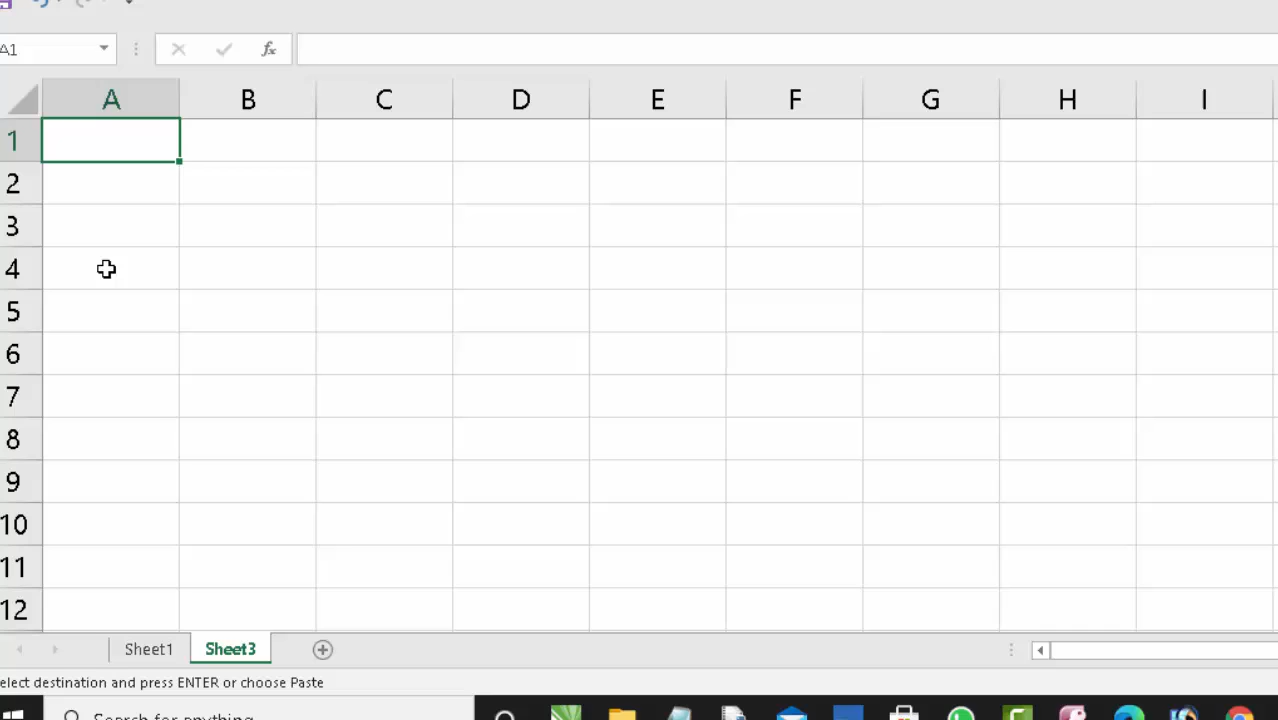 A1
fx
A B C D E F G H I
1
2
3
4
5
6
7
8
9
10
11
12
Sheet1 Sheet3
elect destination and press ENTER or choose Paste
Search for anything